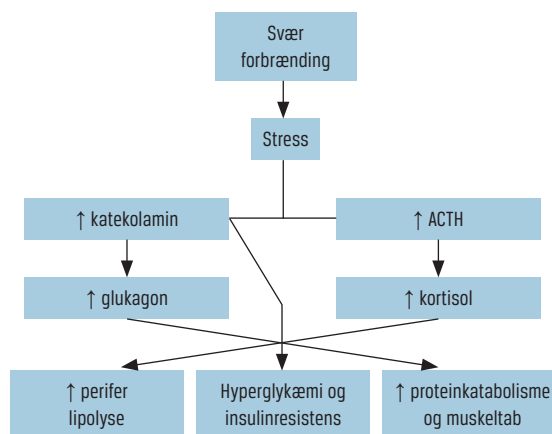 Svær
forbrænding
Stress
↑ katekolamin
↑ ACTH
↑ glukagon
↑ kortisol
↑ perifer
lipolyse
Hyperglykæmi og
insulinresistens
↑ proteinkatabolisme
og muskeltab